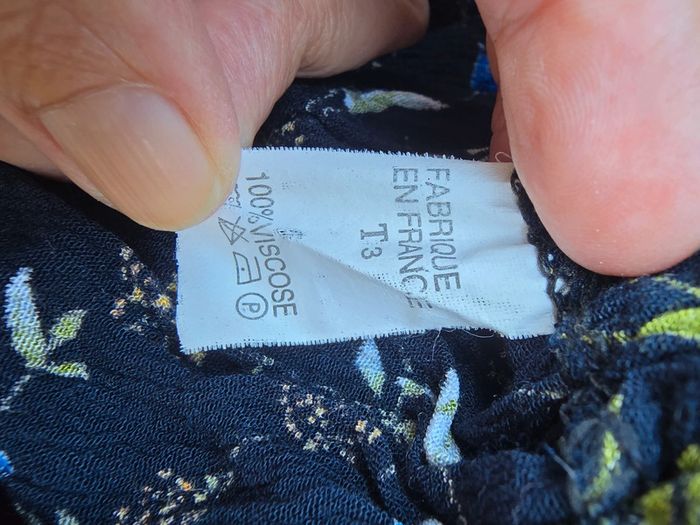 FABRIQUE
EN FRANCE
T3
100% VISCOSE
P